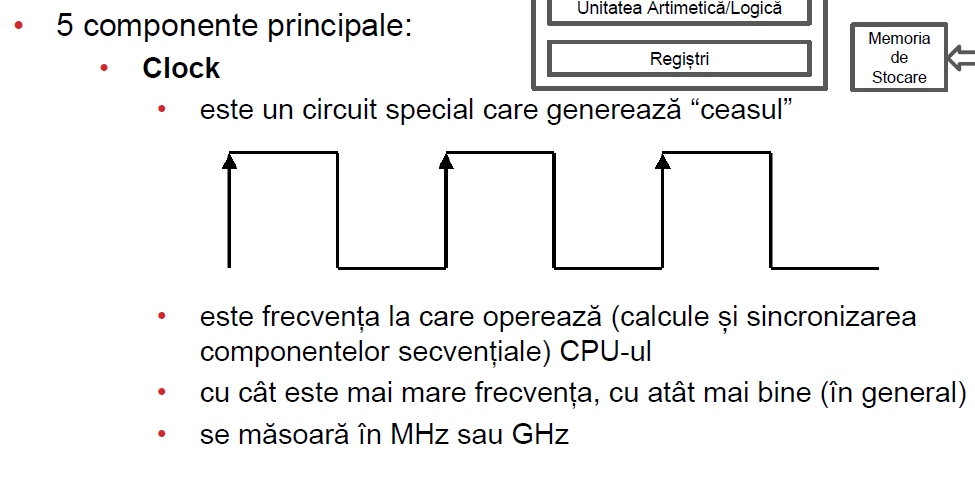 Unitatea Artimetică/Logică
5 componente principale:
Memoria
de
Stocare
Regiștri
Clock
este un circuit special care generează “ceasul”
este frecvența la care operează (calcule și sincronizarea
componentelor secvențiale) CPU-ul
cu cât este mai mare frecvența, cu atât mai bine (în general)
se măsoară în MHz sau GHz